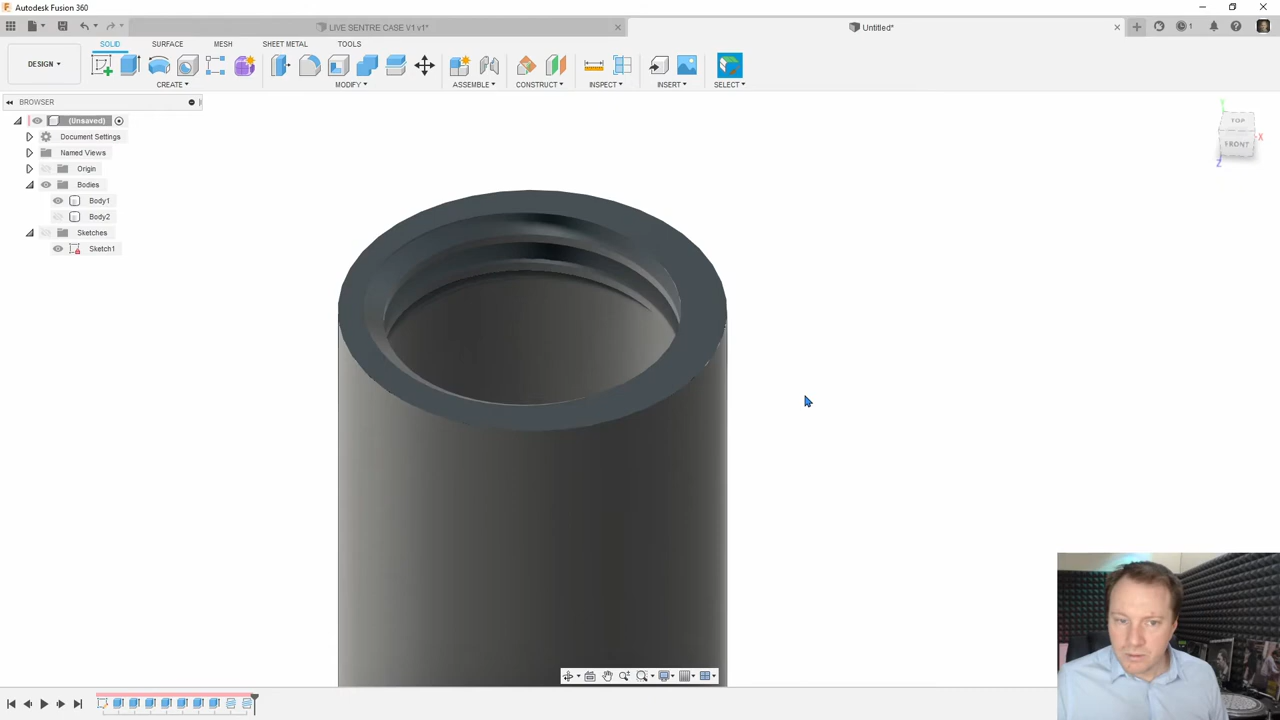 Autodesk Fusion 360
LIVE SENTRE CASE V1 v1*
Untitled*
1
SOLID
SURFACE
MESH
SHEET METAL
TOOLS
DESIGN
CREATE
MODIFY
ASSEMBLE
CONSTRUCT
INSPECT
INSERT
SELECT
BROWSER
(Unsaved)
Document Settings
Named Views
Origin
Bodies
Body1
Body2
Sketches
Sketch1
Y
TOP
X
FRONT
Z